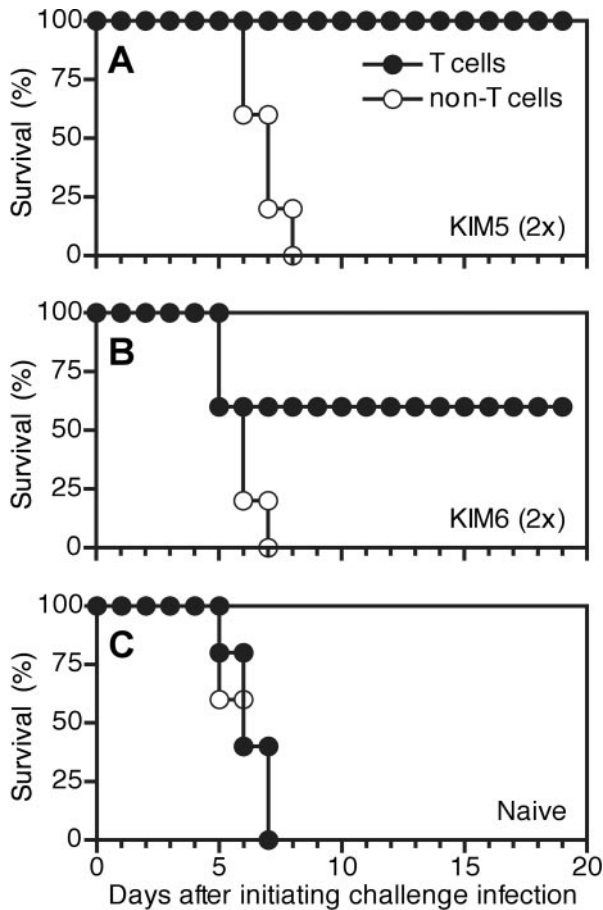 100
75
50
25
0
Survival (%)
A
T cells
non-T cells
KIM5 (2x)
100
75
50
25
0
Survival (%)
B
KIM6 (2x)
100
75
50
25
0
Survival (%)
C
Naive
0 5 10 15 20
Days after initiating challenge infection